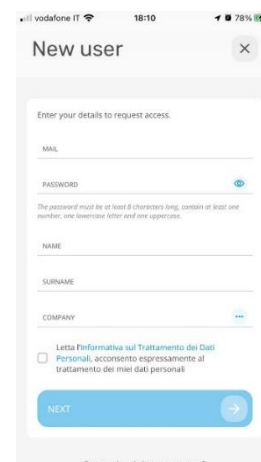 vodafone IT 18:10 78%
New user
Enter your details to request access.
MAIL
PASSWORD
The password must be at least 8 characters long, contain at least one
number, one lowercase letter and one uppercase.
NAME
SURNAME
COMPANY
Letta l'Informativa sul Trattamento dei Dati
Personali, acconsento espressamente al
trattamento dei miei dati personali
NEXT